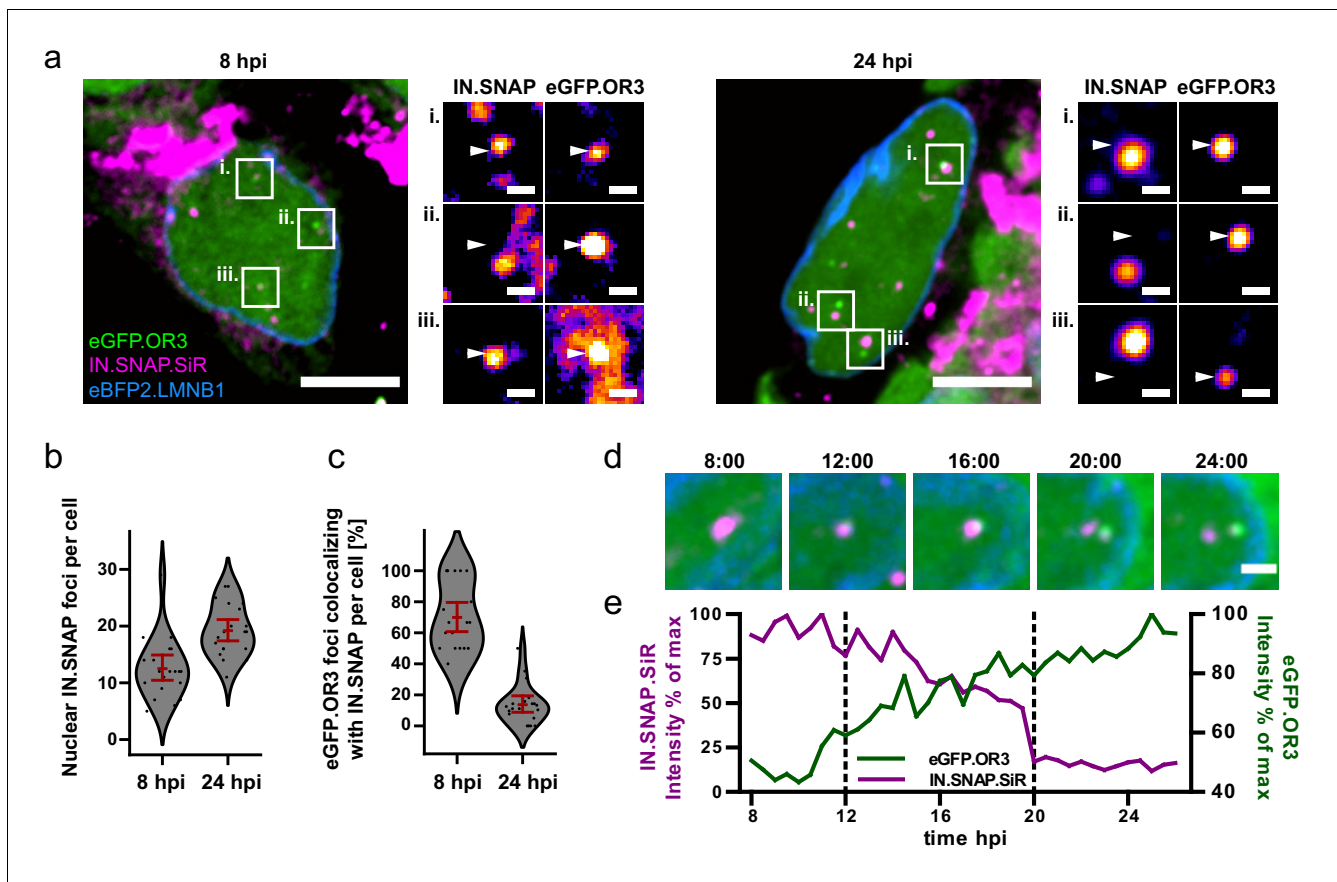 a
8 hpi
IN.SNAP eGFP.OR3
i.
ii.
iii.
i.
ii.
iii.
eGFP.OR3
IN.SNAP.SiR
eBFP2.LMNB1
24 hpi
IN.SNAP eGFP.OR3
i.
ii.
iii.
i.
ii.
iii.
b
Nuclear IN.SNAP foci per cell
30
20
10
0
8 hpi 24 hpi
c
eGFP.OR3 foci colocalizing
with IN.SNAP per cell [%]
100
80
60
40
20
0
8 hpi 24 hpi
d
8:00 12:00 16:00 20:00 24:00
e
IN.SNAP.SiR
Intensity % of max
100
75
50
25
0
eGFP.OR3
IN.SNAP.SiR
8 12 16 20 24
time hpi
100
80
60
40
eGFP.OR3
Intensity % of max